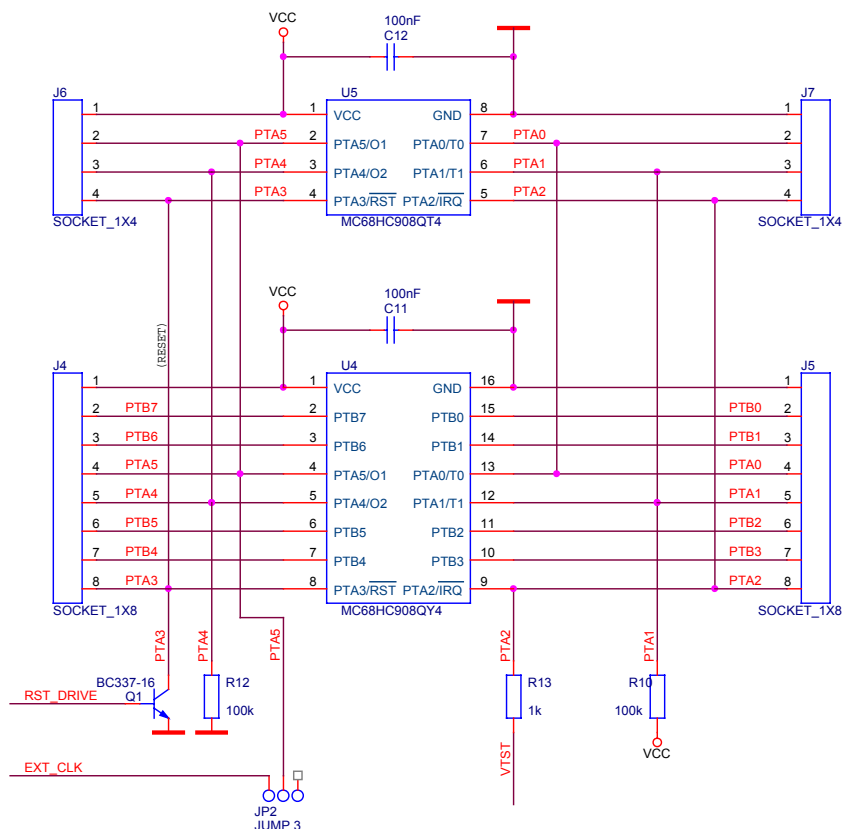 VCC
100nF
C12
J6
U5
J7
1
1
VCC
GND
8
1
2
PTA5
2
PTA5/O1
PTA0/T0
7
PTA0
2
3
PTA4
3
PTA4/O2
PTA1/T1
6
PTA1
3
4
PTA3
4
PTA3/RST
PTA2/IRQ
5
PTA2
4
SOCKET_1X4
MC68HC908QT4
SOCKET_1X4
VCC
100nF
C11
(RESET)
J4
U4
J5
1
1
VCC
GND
16
1
2
PTB7
2
PTB7
PTB0
15
PTB0
2
3
PTB6
3
PTB6
PTB1
14
PTB1
3
4
PTA5
4
PTA5/O1
PTA0/T0
13
PTA0
4
5
PTA4
5
PTA4/O2
PTA1/T1
12
PTA1
5
6
PTB5
6
PTB5
PTB2
11
PTB2
6
7
PTB4
7
PTB4
PTB3
10
PTB3
7
8
PTA3
8
PTA3/RST
PTA2/IRQ
9
PTA2
8
SOCKET_1X8
MC68HC908QY4
SOCKET_1X8
PTA3
PTA4
PTA5
PTA2
PTA1
BC337-16
Q1
RST_DRIVE
R12
100k
R13
1k
R10
100k
VCC
VTST
EXT_CLK
JP2
JUMP 3